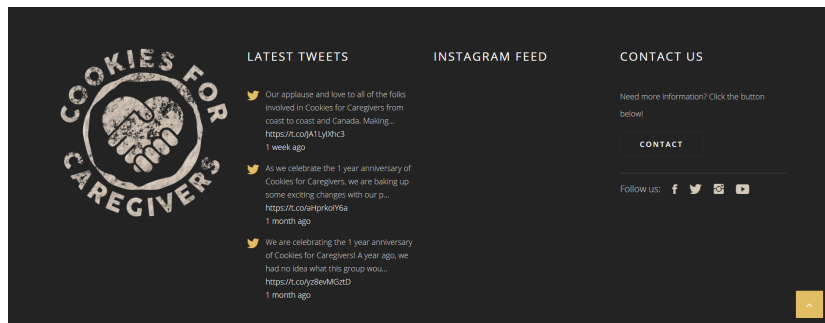 COOKIES FOR
CAREGIVERS
LATEST TWEETS
Our applause and love to all of the folks
involved in Cookies for Caregivers from
coast to coast and Canada. Making...
https://t.co/JA1LyIXhc3
1 week ago
As we celebrate the 1 year anniversary of
Cookies for Caregivers, we are baking up
some exciting changes with our p...
https://t.co/aHprkolY6a
1 month ago
We are celebrating the 1 year anniversary
of Cookies for Caregivers! A year ago, we
had no idea what this group wou...
https://t.co/yz8evMGztD
1 month ago
INSTAGRAM FEED
CONTACT US
Need more information? Click the button
below!
CONTACT
Follow us: